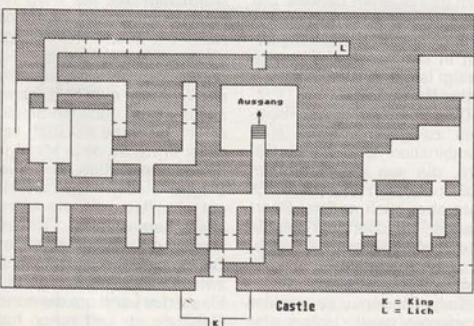 L
Ausgang
Castle
K = King
L = Lich
K